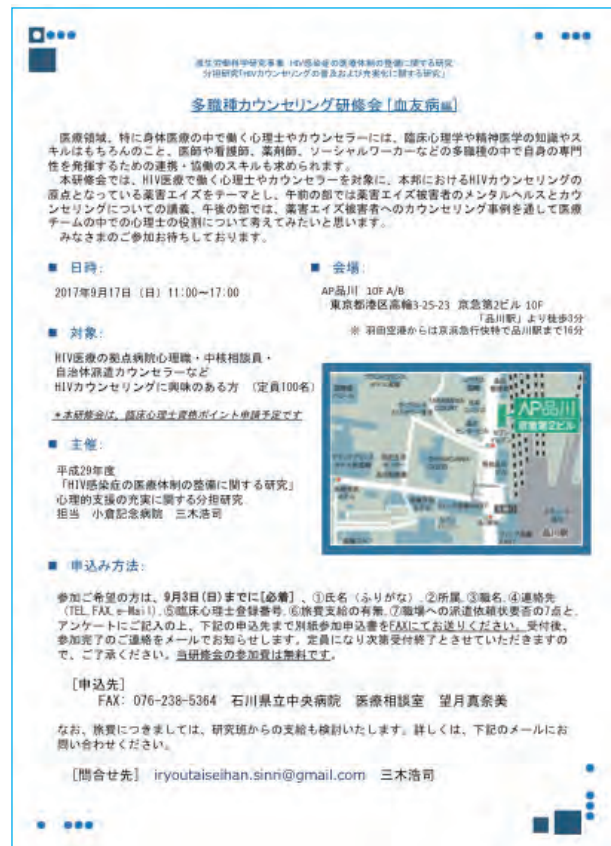 厚生労働科学研究事業 HIV感染症の医療体制の整備に関する研究
分担研究「HIVカウンセリングの普及および充実化に関する研究」
多職種カウンセリング研修会［血友病編］
医療領域、特に身体医療の中で働く心理士やカウンセラーには、臨床心理学や精神医学の知識やス
キルはもちろんのこと、医師や看護師、薬剤師、ソーシャルワーカーなどの多職種の中で自身の専門
性を発揮するための連携・協働のスキルも求められます。
本研修会では、HIV医療で働く心理士やカウンセラーを対象に、本邦におけるHIVカウンセリングの
原点となっている薬害エイズをテーマとし、午前の部では薬害エイズ被害者のメンタルヘルスとカウ
ンセリングについての講義、午後の部では、薬害エイズ被害者へのカウンセリング事例を通して医療
チームの中での心理士の役割について考えてみたいと思います。
みなさまのご参加お待ちしております。
■ 日時:
2017年9月17日（日）11:00～17:00
■ 会場:
AP品川 10F A/B
東京都港区高輪3-25-23 京急第2ビル 10F
「品川駅」より徒歩3分
※ 羽田空港からは京浜急行快特で品川駅まで16分
■ 対象:
HIV医療の拠点病院心理職・中核相談員・
自治体派遣カウンセラーなど
HIVカウンセリングに興味のある方 （定員100名）
*本研修会は、臨床心理士資格ポイント申請予定です
AP品川
京急第2ビル
品川駅
■ 主催:
平成29年度
「HIV感染症の医療体制の整備に関する研究」
心理的支援の充実に関する分担研究
担当 小倉記念病院 三木浩司
■ 申込み方法:
参加ご希望の方は、9月3日(日)までに[必着]、①氏名（ふりがな）、②所属、③職名、④連絡先
（TEL、FAX、e-Mail）、⑤臨床心理士登録番号、⑥旅費支給の有無、⑦職場への派遣依頼状要否の7点と、
アンケートにご記入の上、下記の申込先まで別紙参加申込書をFAXにてお送りください。受付後、
参加完了のご連絡をメールでお知らせします。定員になり次第受付終了とさせていただきますの
で、ご了承ください。当研修会の参加費は無料です。
［申込先］
FAX: 076-238-5364 石川県立中央病院 医療相談室 望月真奈美
なお、旅費につきましては、研究班からの支給も検討いたします。詳しくは、下記のメールにお
問い合わせください。
［問合せ先］ iryoutaiseihan.sinri@gmail.com 三木浩司